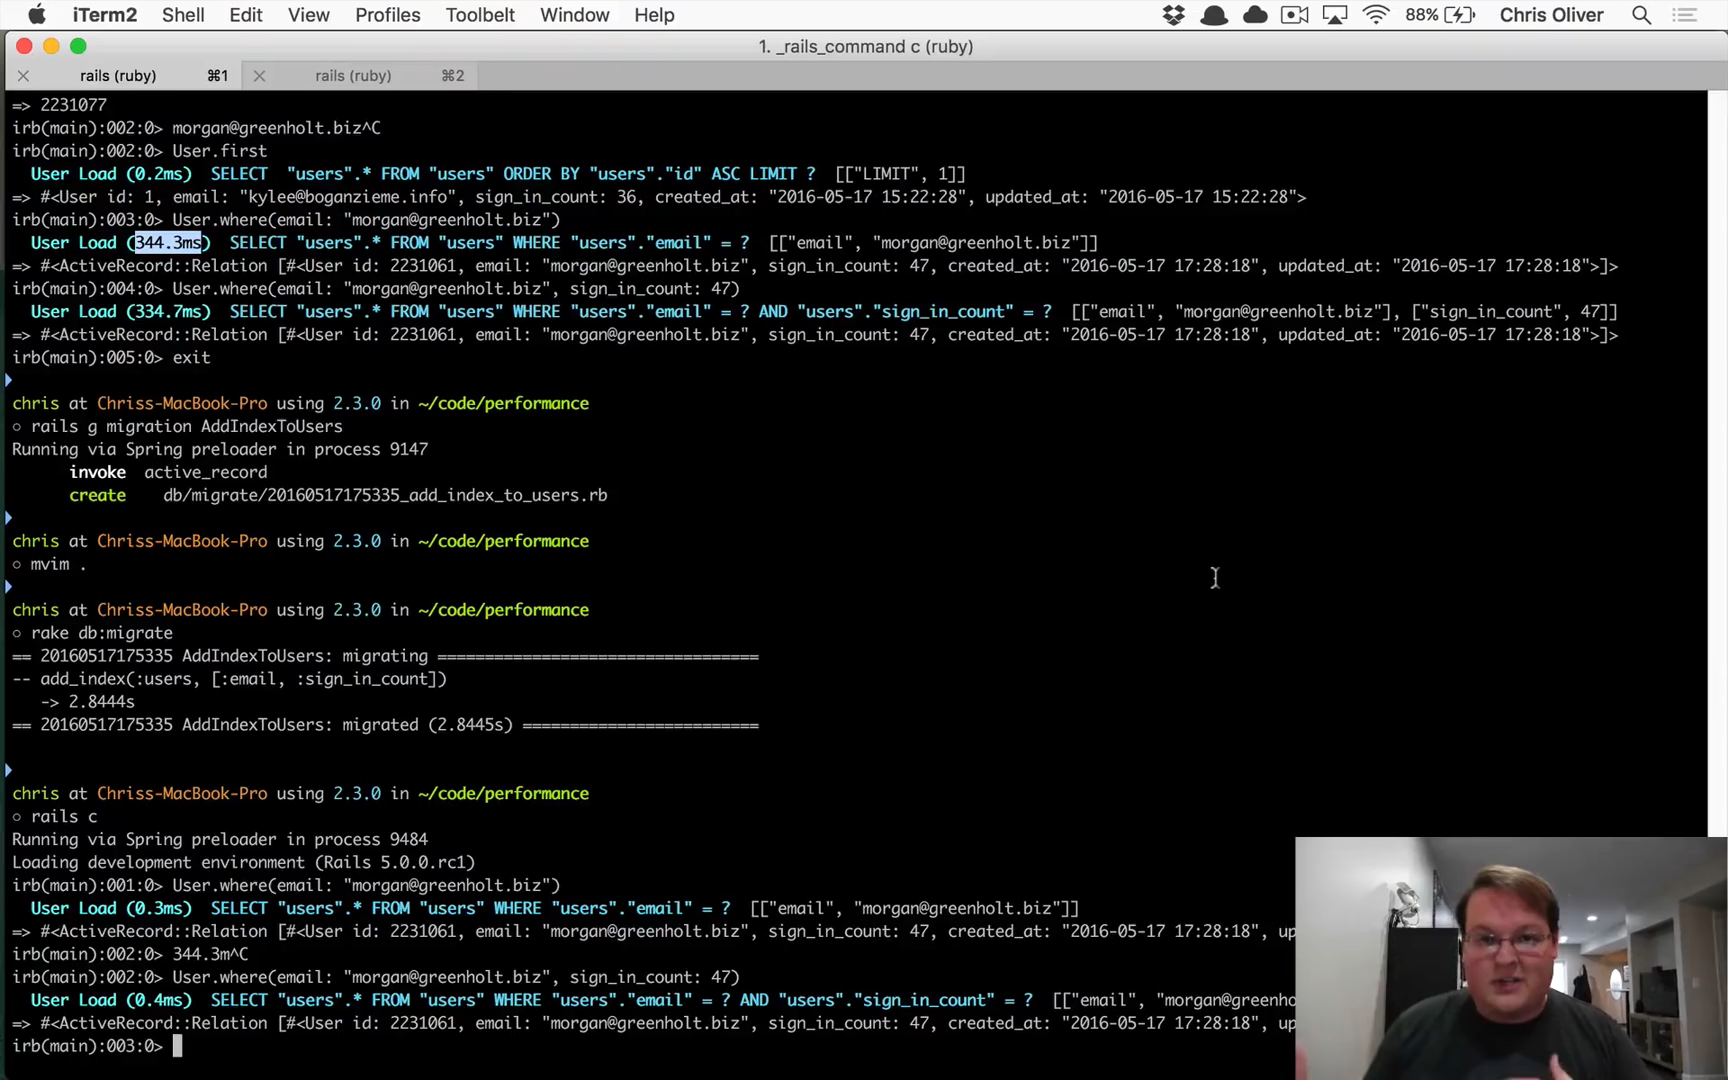 iTerm2 Shell Edit View Profiles Toolbelt Window Help 88% Chris Oliver
1. _rails_command c (ruby)
rails (ruby) ⌘1 rails (ruby) ⌘2
=> 2231077
irb(main):002:0> morgan@greenholt.biz^C
irb(main):002:0> User.first
User Load (0.2ms) SELECT "users".* FROM "users" ORDER BY "users"."id" ASC LIMIT ? [["LIMIT", 1]]
=> #<User id: 1, email: "kylee@boganzieme.info", sign_in_count: 36, created_at: "2016-05-17 15:22:28", updated_at: "2016-05-17 15:22:28">
irb(main):003:0> User.where(email: "morgan@greenholt.biz")
User Load (344.3ms) SELECT "users".* FROM "users" WHERE "users"."email" = ? [["email", "morgan@greenholt.biz"]]
=> #<ActiveRecord::Relation [#<User id: 2231061, email: "morgan@greenholt.biz", sign_in_count: 47, created_at: "2016-05-17 17:28:18", updated_at: "2016-05-17 17:28:18">]>
irb(main):004:0> User.where(email: "morgan@greenholt.biz", sign_in_count: 47)
User Load (334.7ms) SELECT "users".* FROM "users" WHERE "users"."email" = ? AND "users"."sign_in_count" = ? [["email", "morgan@greenholt.biz"], ["sign_in_count", 47]]
=> #<ActiveRecord::Relation [#<User id: 2231061, email: "morgan@greenholt.biz", sign_in_count: 47, created_at: "2016-05-17 17:28:18", updated_at: "2016-05-17 17:28:18">]>
irb(main):005:0> exit
chris at Chriss-MacBook-Pro using 2.3.0 in ~/code/performance
○ rails g migration AddIndexToUsers
Running via Spring preloader in process 9147
invoke active_record
create db/migrate/20160517175335_add_index_to_users.rb
chris at Chriss-MacBook-Pro using 2.3.0 in ~/code/performance
○ mvim .
chris at Chriss-MacBook-Pro using 2.3.0 in ~/code/performance
○ rake db:migrate
== 20160517175335 AddIndexToUsers: migrating ==================================
-- add_index(:users, [:email, :sign_in_count])
-> 2.8444s
== 20160517175335 AddIndexToUsers: migrated (2.8445s) =========================
chris at Chriss-MacBook-Pro using 2.3.0 in ~/code/performance
○ rails c
Running via Spring preloader in process 9484
Loading development environment (Rails 5.0.0.rc1)
irb(main):001:0> User.where(email: "morgan@greenholt.biz")
User Load (0.3ms) SELECT "users".* FROM "users" WHERE "users"."email" = ? [["email", "morgan@greenholt.biz"]]
=> #<ActiveRecord::Relation [#<User id: 2231061, email: "morgan@greenholt.biz", sign_in_count: 47, created_at: "2016-05-17 17:28:18", up
irb(main):002:0> 344.3m^C
irb(main):002:0> User.where(email: "morgan@greenholt.biz", sign_in_count: 47)
User Load (0.4ms) SELECT "users".* FROM "users" WHERE "users"."email" = ? AND "users"."sign_in_count" = ? [["email", "morgan@greenho
=> #<ActiveRecord::Relation [#<User id: 2231061, email: "morgan@greenholt.biz", sign_in_count: 47, created_at: "2016-05-17 17:28:18", up
irb(main):003:0>